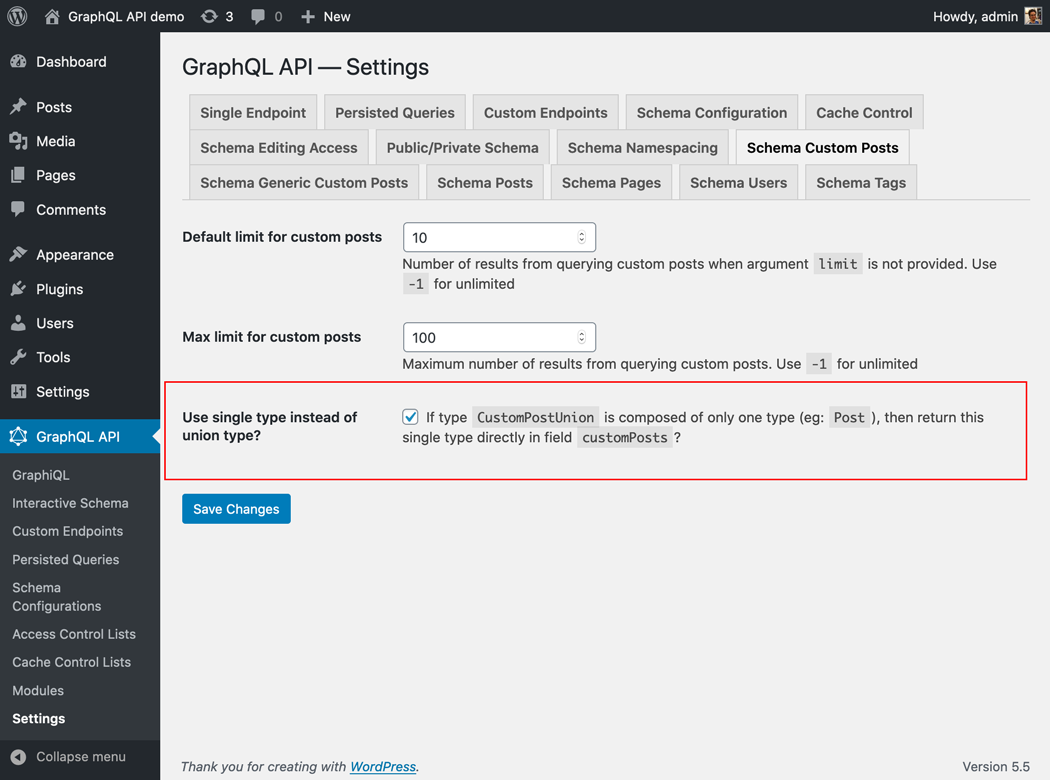 GraphQL API demo 3 0 New Howdy, admin
Dashboard
Posts
Media
Pages
Comments
Appearance
Plugins
Users
Tools
Settings
GraphQL API
GraphiQL
Interactive Schema
Custom Endpoints
Persisted Queries
Schema
Configurations
Access Control Lists
Cache Control Lists
Modules
Settings
Collapse menu
GraphQL API — Settings
Single Endpoint Persisted Queries Custom Endpoints Schema Configuration Cache Control
Schema Editing Access Public/Private Schema Schema Namespacing Schema Custom Posts
Schema Generic Custom Posts Schema Posts Schema Pages Schema Users Schema Tags
Default limit for custom posts 10
Number of results from querying custom posts when argument limit is not provided. Use
-1 for unlimited
Max limit for custom posts 100
Maximum number of results from querying custom posts. Use -1 for unlimited
Use single type instead of
union type?
If type CustomPostUnion is composed of only one type (eg: Post ), then return this
single type directly in field customPosts ?
Save Changes
Thank you for creating with WordPress. Version 5.5